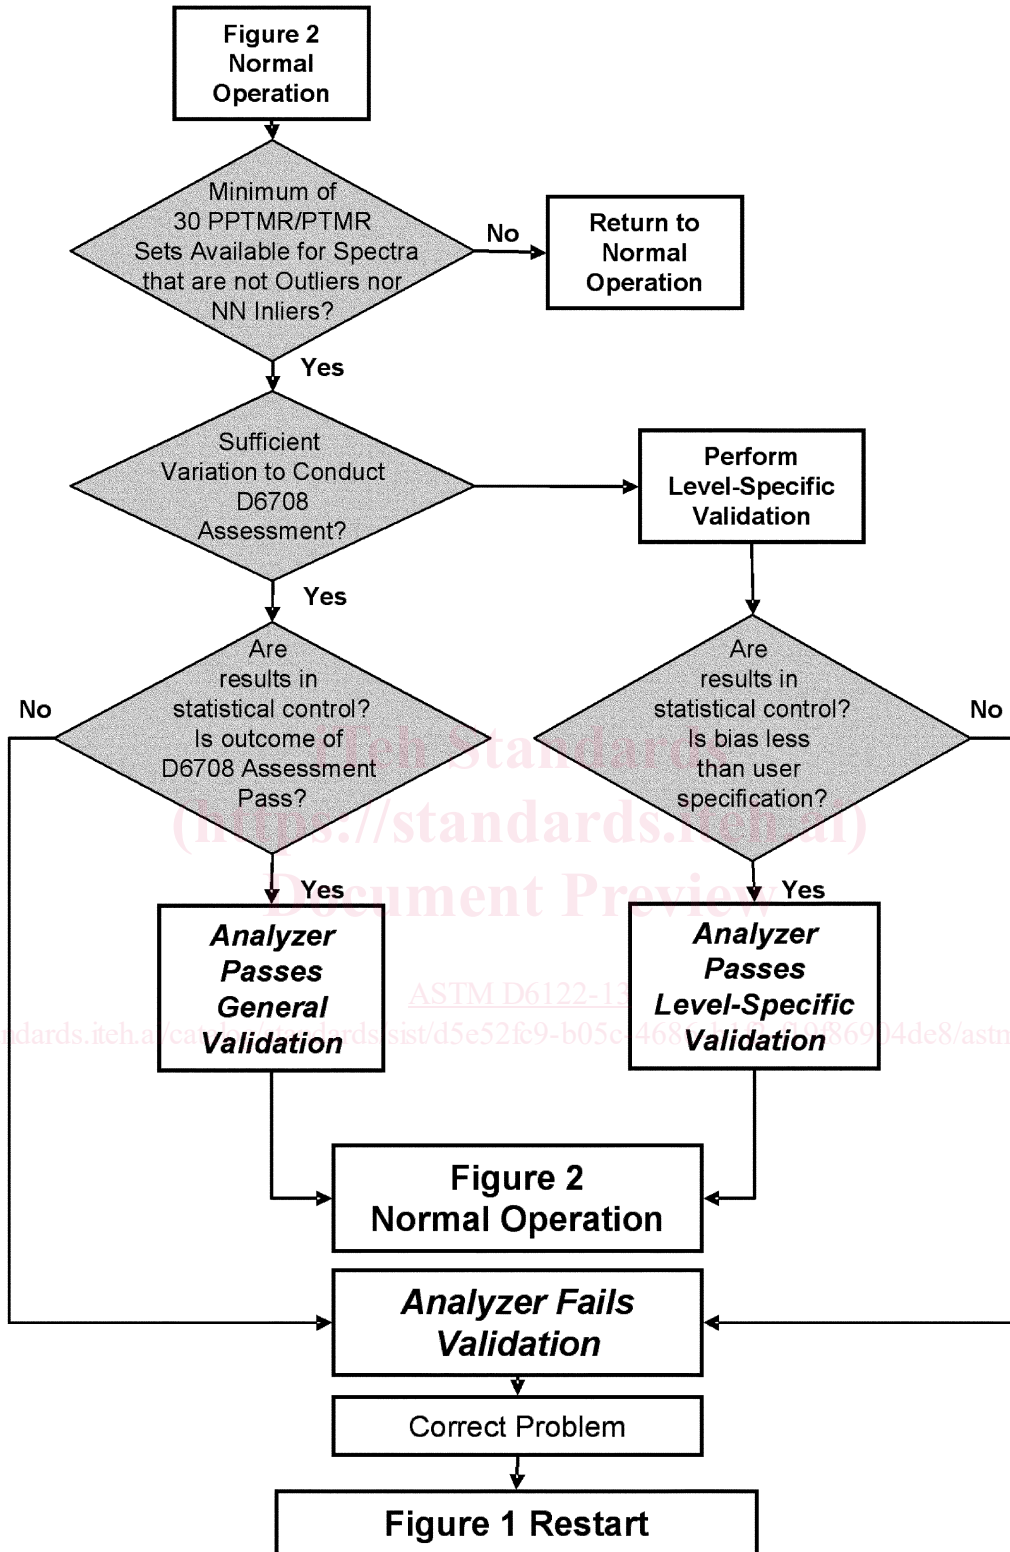 Figure 2
Normal
Operation
Minimum of
30 PPTMR/PTMR
Sets Available for Spectra
that are not Outliers nor
NN Inliers?
No
Return to
Normal
Operation
Yes
Sufficient
Variation to Conduct
D6708
Assessment?
Perform
Level-Specific
Validation
Yes
Are
results in
statistical control?
Is outcome of
D6708 Assessment
Pass?
No
Are
results in
statistical control?
Is bias less
than user
specification?
No
iTeh Standards
(https://standards.iteh.ai)
Document Preview
Yes
Yes
Analyzer
Passes
General
Validation
Analyzer
Passes
Level-Specific
Validation
ASTM D6122-13
Figure 2
Normal Operation
Analyzer Fails
Validation
Correct Problem
Figure 1 Restart